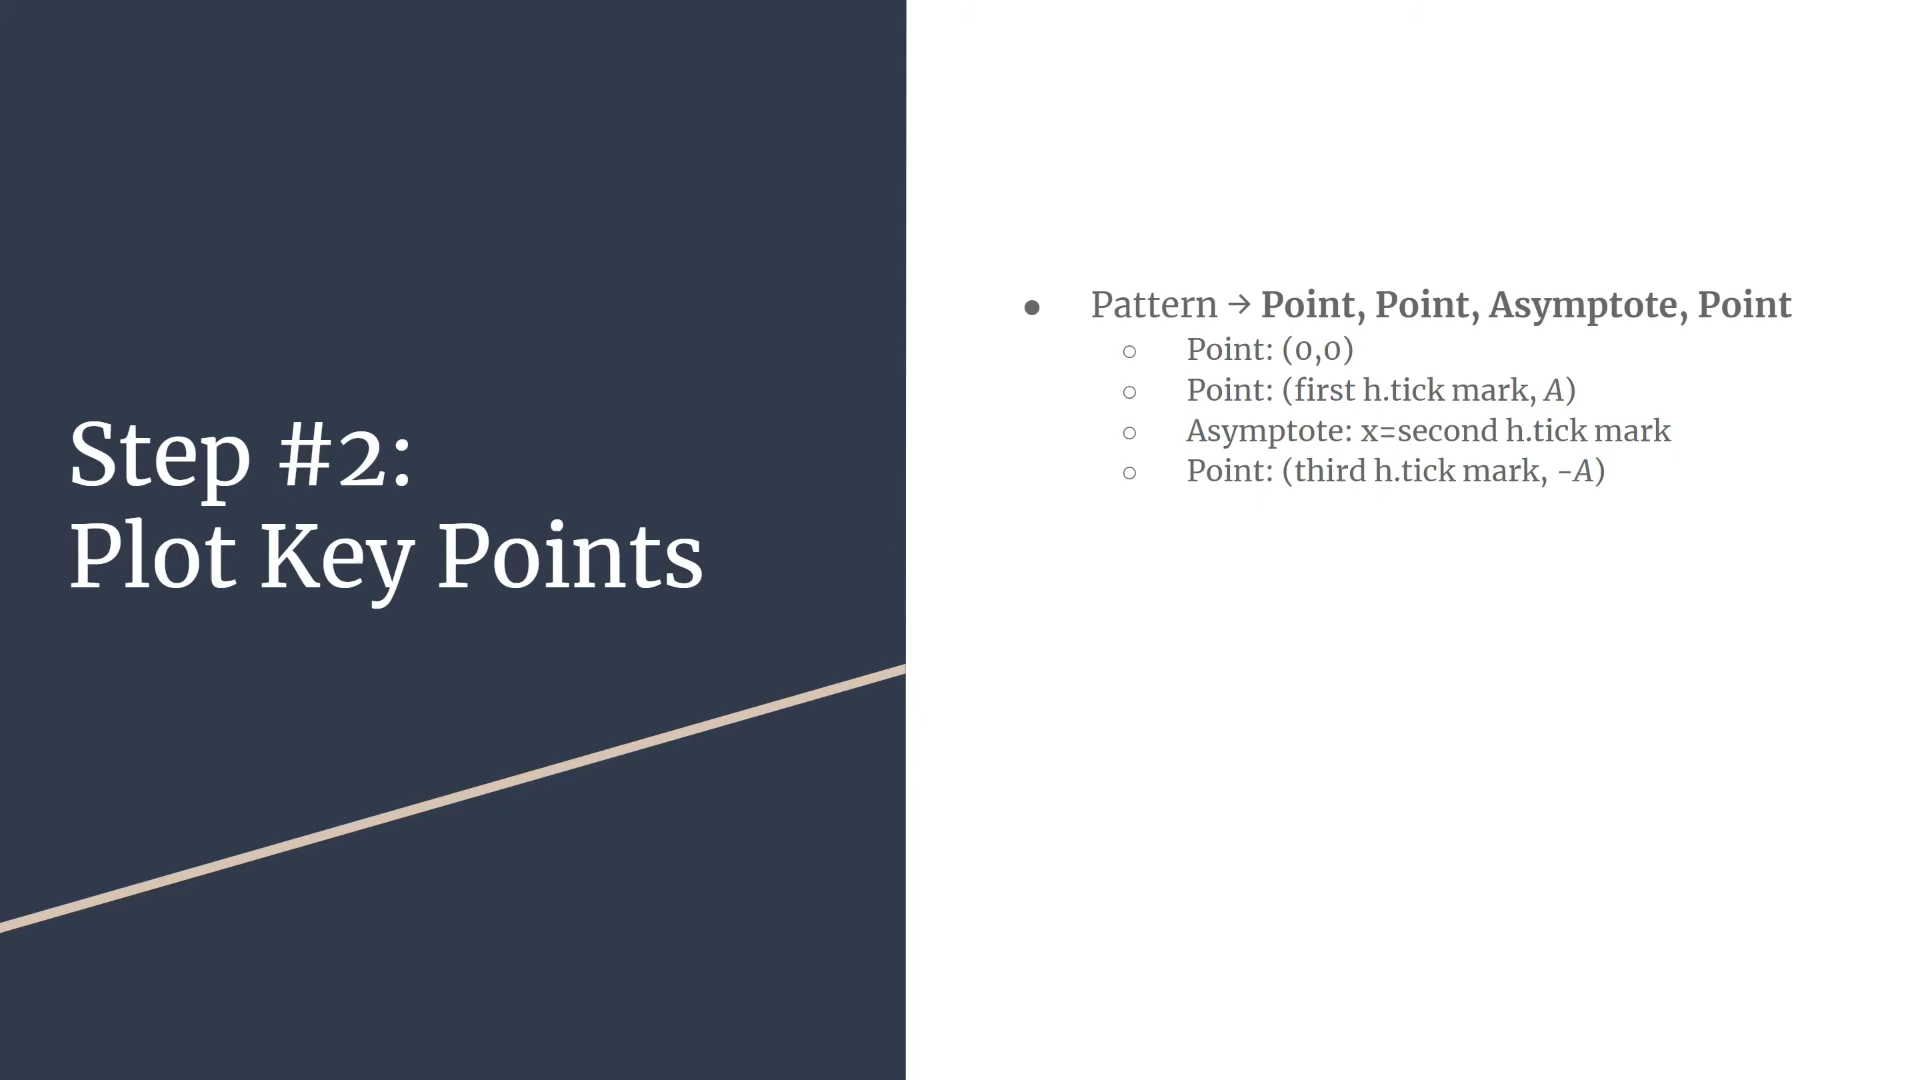 Step #2:
Plot Key Points
● Pattern → Point, Point, Asymptote, Point
○ Point: (0,0)
○ Point: (first h.tick mark, A)
○ Asymptote: x=second h.tick mark
○ Point: (third h.tick mark, -A)